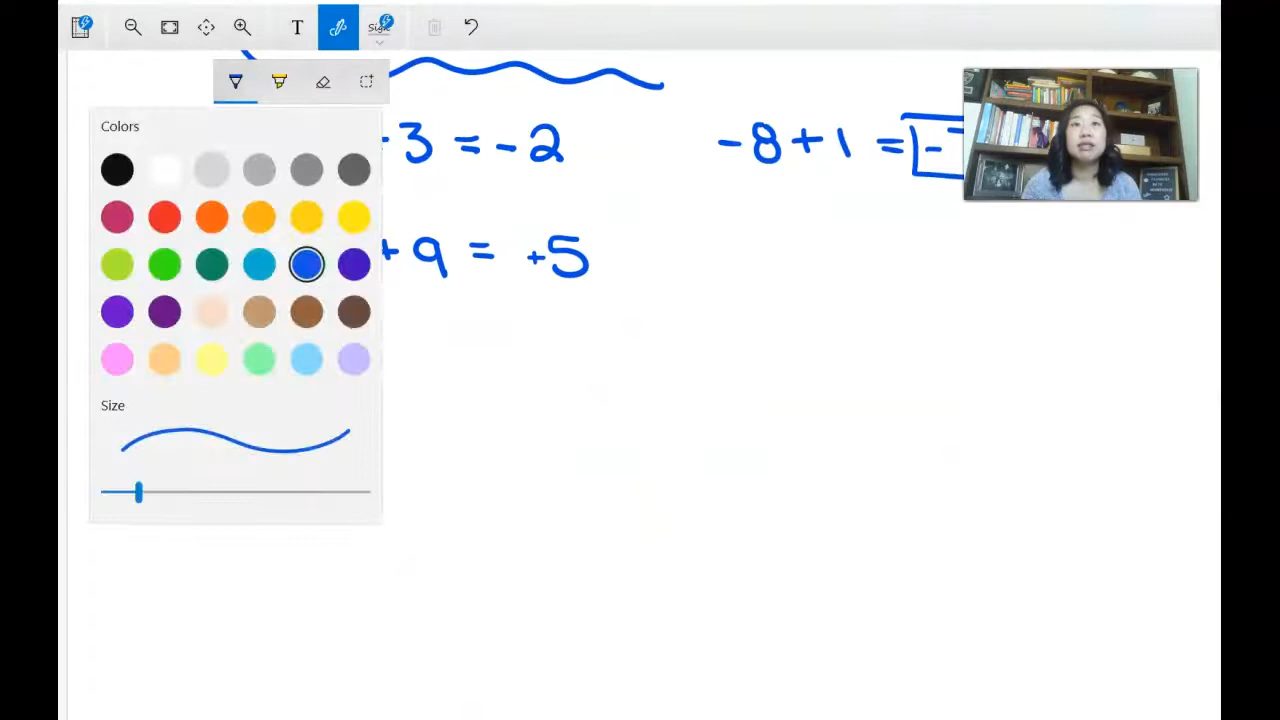 T
Colors
3 = -2
-8 + 1 = -
+ 9 = +5
Size